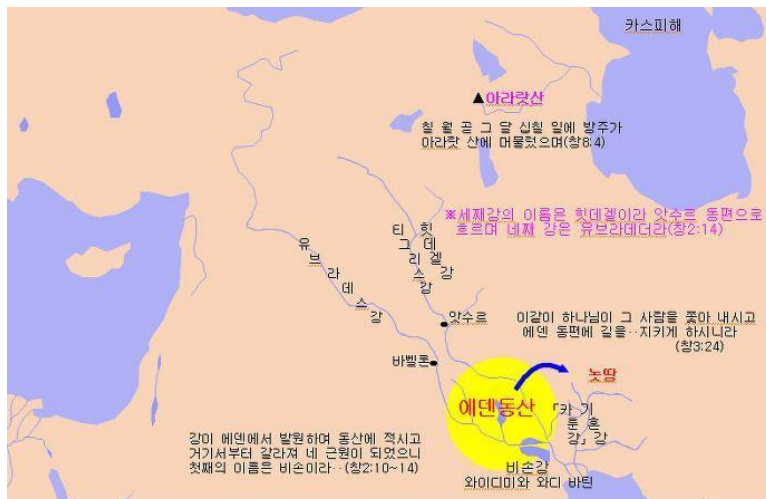 카스피해
▲아라랏산
칠 월 곧 그 달 십칠 일에 방주가
아라랏 산에 머물렀으며(창8:4)
※세째강의 이름은 힛데겔이라 앗수르 동편으로
흐르며 네째 강은 유브라데더라(창2:14)
유브라데스강
티그리스강
힛데겔강
앗수르
이같이 하나님이 그 사람을 쫓아 내시고
에덴 동편에 길을··지키게 하시니라
(창3:24)
바벨론
놋땅
에덴동산
「카룬강」
기혼강
강이 에덴에서 발원하여 동산에 적시고
거기서부터 갈라져 네 근원이 되었으니
첫째의 이름은 비손이라··(창2:10~14)
비손강
와이디미와 와디 바틴